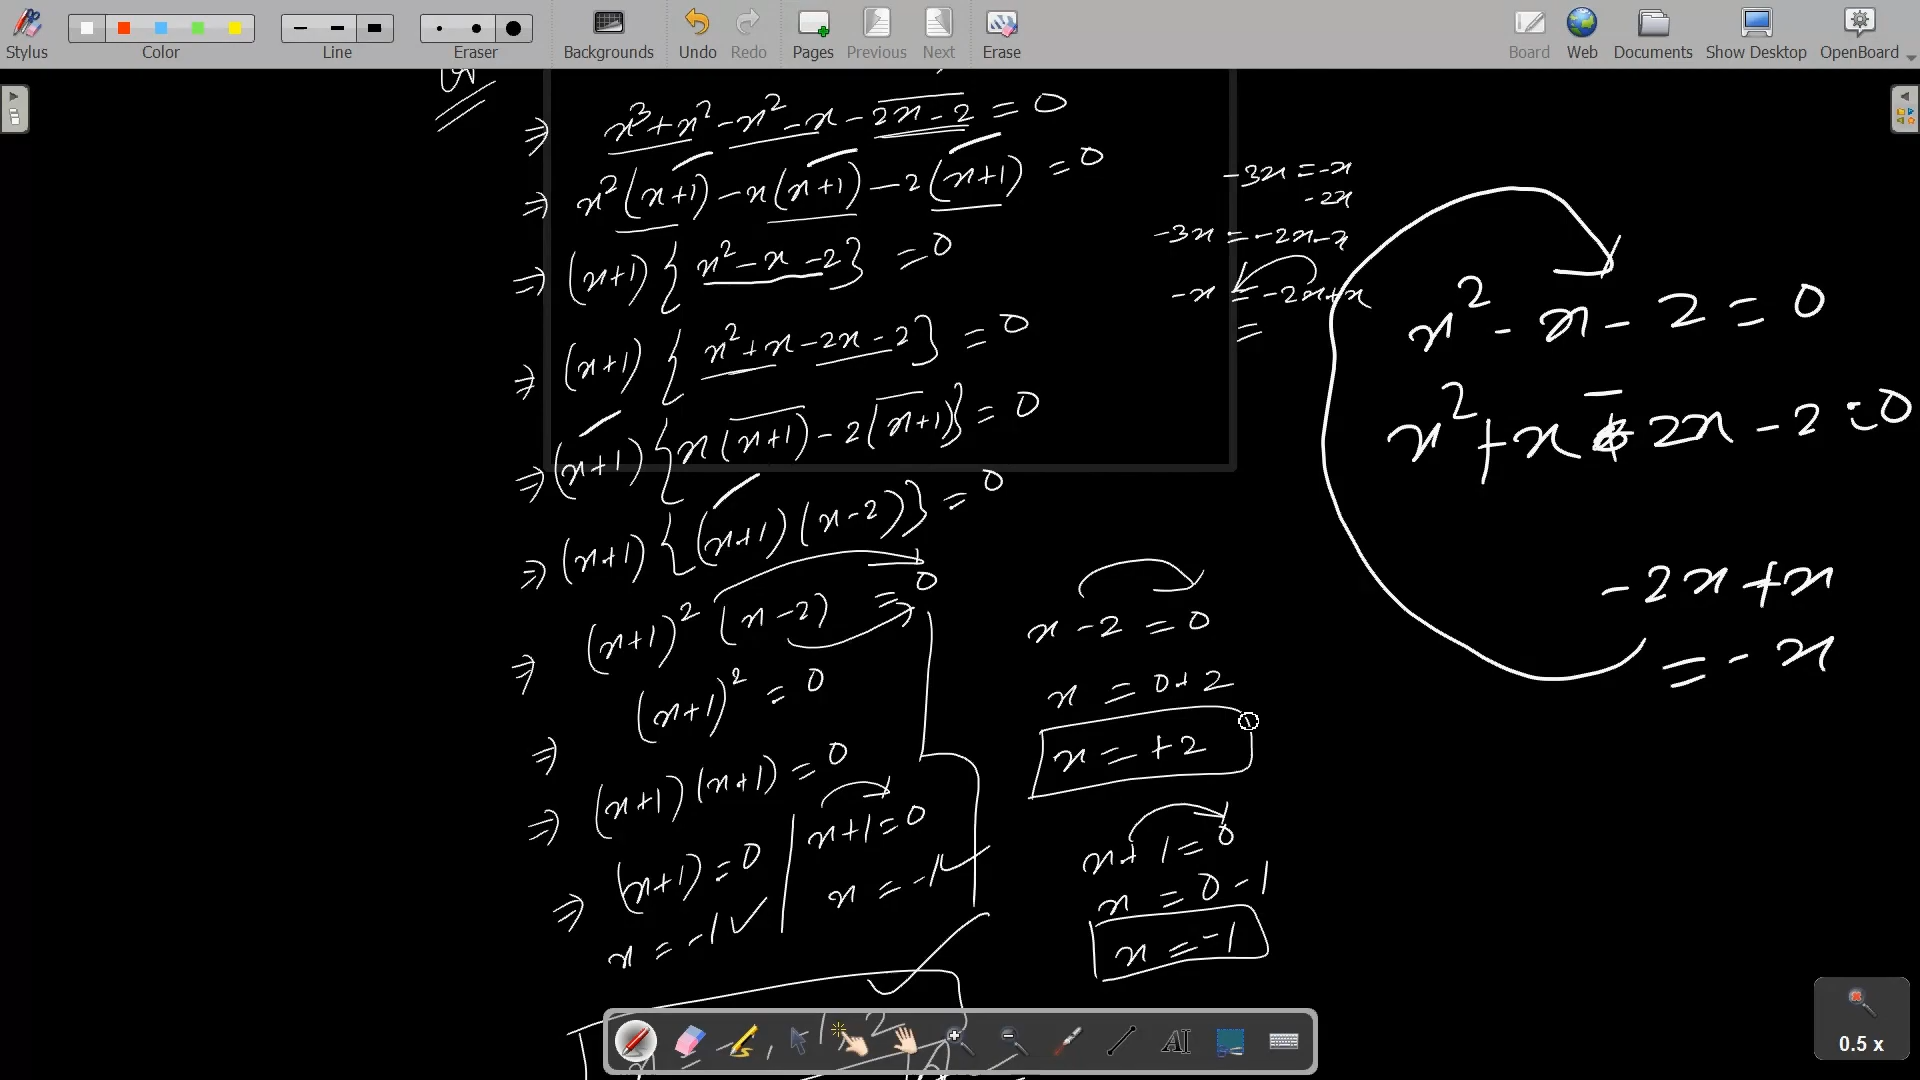 Stylus Color Line Eraser Backgrounds Undo Redo Pages Previous Next Erase Board Web Documents Show Desktop OpenBoard
⇒ x³+x²-x²-x-2x-2=0
⇒ x²(x+1)-x(x+1)-2(x+1)=0
⇒ (x+1){x²-x-2}=0
⇒ (x+1){x²+x-2x-2}=0
⇒ (x+1){x(x+1)-2(x+1)}=0
⇒ (x+1){(x+1)(x-2)}=0
⇒ (x+1)²(x-2)=0
⇒ (x+1)²=0
⇒ (x+1)(x+1)=0
⇒ (x+1)=0 | x+1=0
x=-1✓ x=-1✓
-3x=-x
-2x
-3x=-2x-x
-x=-2x+x
=
x-2=0
x=0+2
x=+2
x+1=0
x=0-1
x=-1
x²-x-2=0
x²+x-2x-2=0
-2x+x
=-x
0.5 x